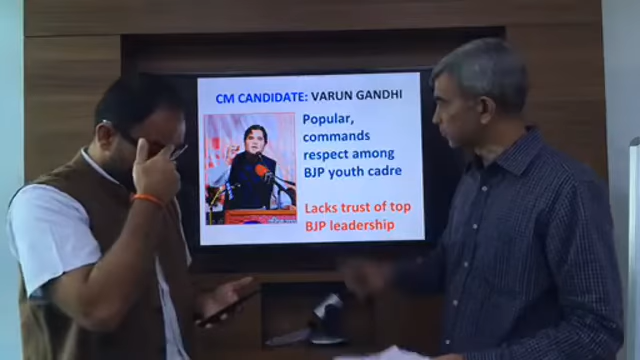 CM CANDIDATE: VARUN GANDHI
Popular,
commands
respect among
BJP youth cadre
Lacks trust of top
BJP leadership